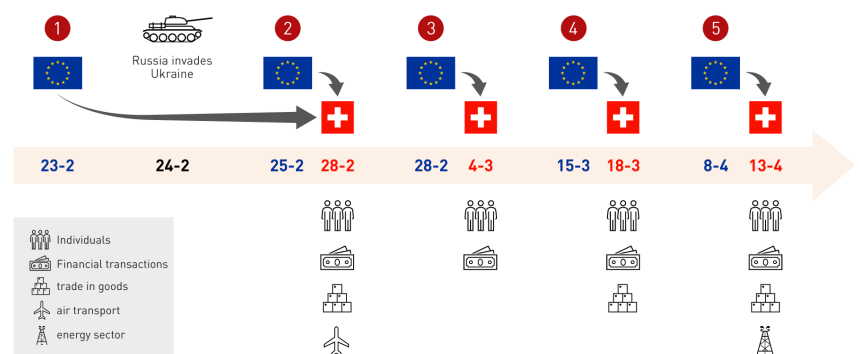 1
2
3
4
5
Russia invades
Ukraine
23-2
24-2
25-2
28-2
28-2
4-3
15-3
18-3
8-4
13-4
Individuals
Financial transactions
trade in goods
air transport
energy sector